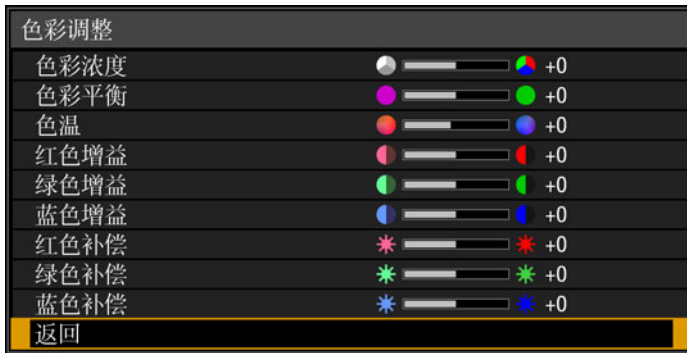 色彩调整
色彩浓度 +0
色彩平衡 +0
色温 +0
红色增益 +0
绿色增益 +0
蓝色增益 +0
红色补偿 +0
绿色补偿 +0
蓝色补偿 +0
返回